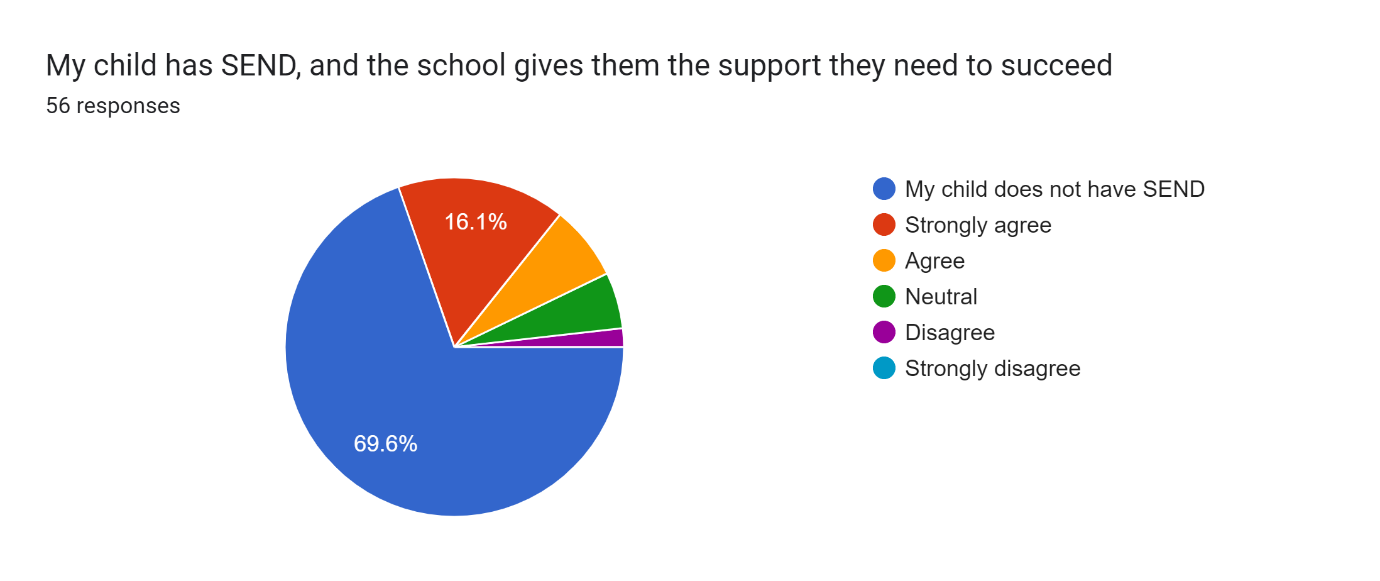 My child has SEND, and the school gives them the support they need to succeed
56 responses
16.1%
69.6%
My child does not have SEND
Strongly agree
Agree
Neutral
Disagree
Strongly disagree